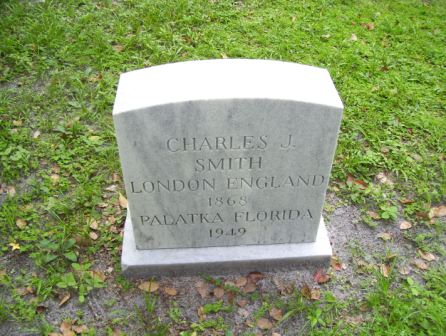 CHARLES J.
SMITH
LONDON ENGLAND
1868
PALATKA FLORIDA
1949